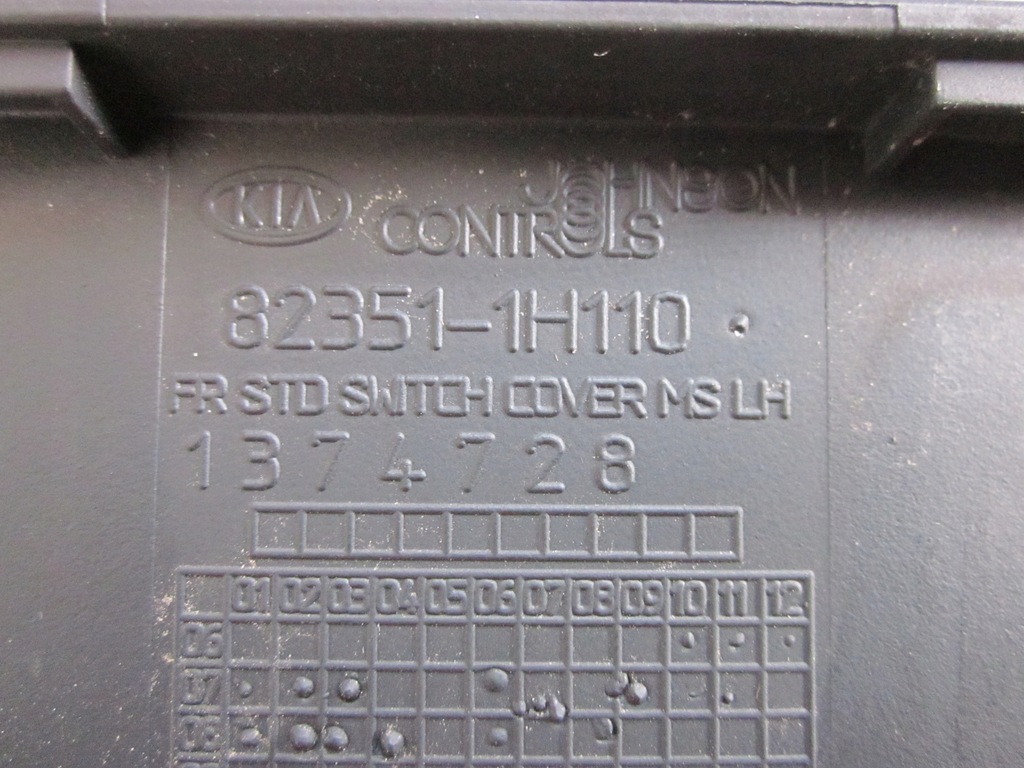 KIA JOHNSON
CONTROLS
82351-1H110
FR STD SWITCH COVER MS LH
1374728
01 02 03 04 05 06 07 08 09 10 11 12
06
07
08